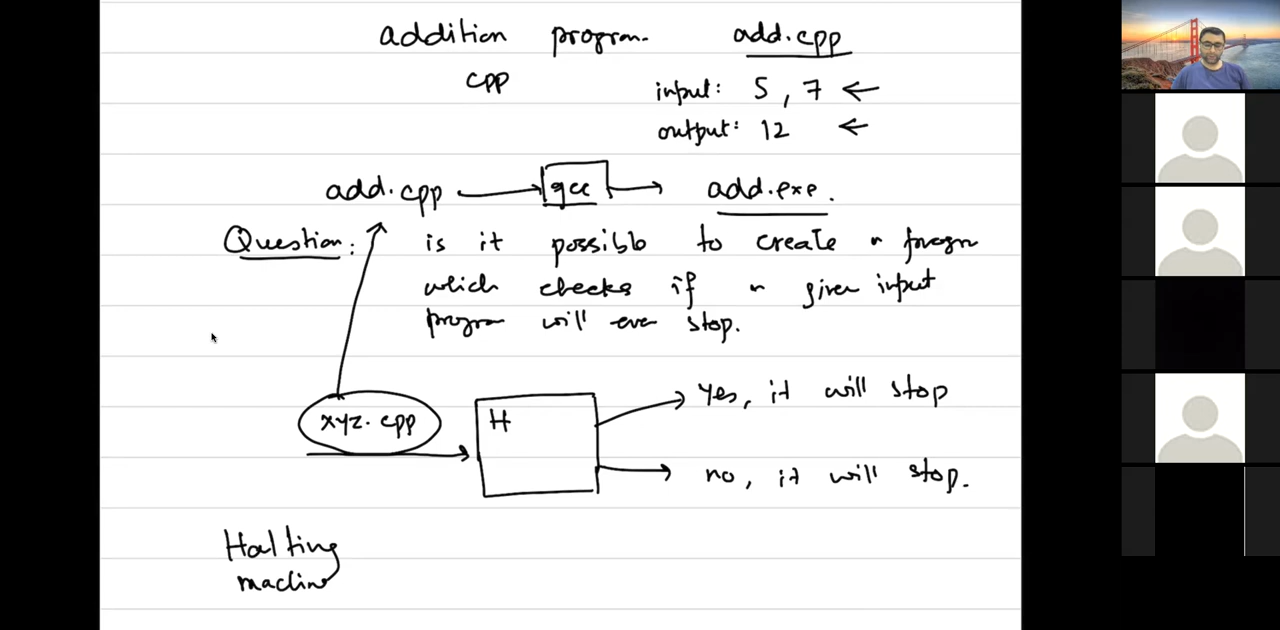 addition program.
add.cpp
cpp
input: 5, 7 ←
output: 12 ←
add.cpp → gcc → add.exe.
Question: is it possible to create a
which checks if a given input
program will ever stop.
xyz.cpp → H → yes, it will stop
→ no, it will stop.
Halting
machine